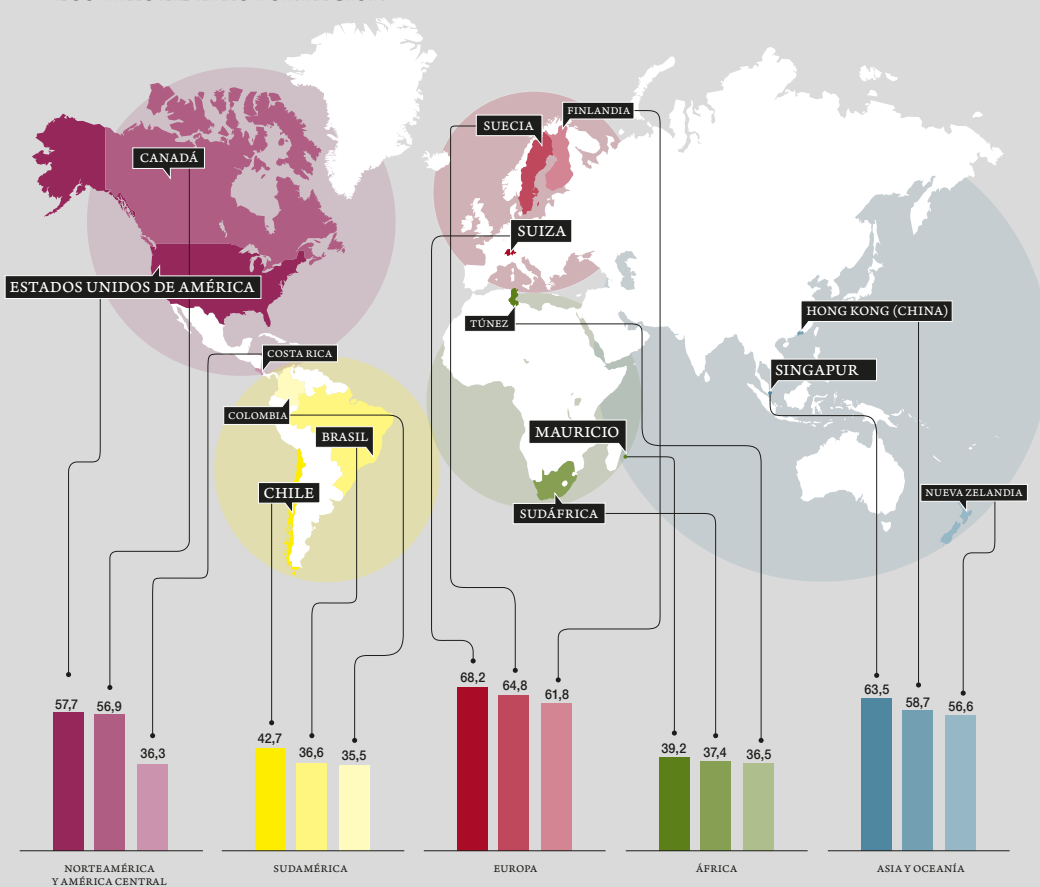 FINLANDIA
SUECIA
CANADÁ
SUIZA
ESTADOS UNIDOS DE AMÉRICA
HONG KONG (CHINA)
TÚNEZ
COSTA RICA
SINGAPUR
COLOMBIA
BRASIL
MAURICIO
CHILE
NUEVA ZELANDIA
SUDÁFRICA
57,7
56,9
36,3
42,7
36,6
35,5
68,2
64,8
61,8
39,2
37,4
36,5
63,5
58,7
56,6
NORTEAMÉRICA
Y AMÉRICA CENTRAL
SUDAMÉRICA
EUROPA
ÁFRICA
ASIA Y OCEANÍA